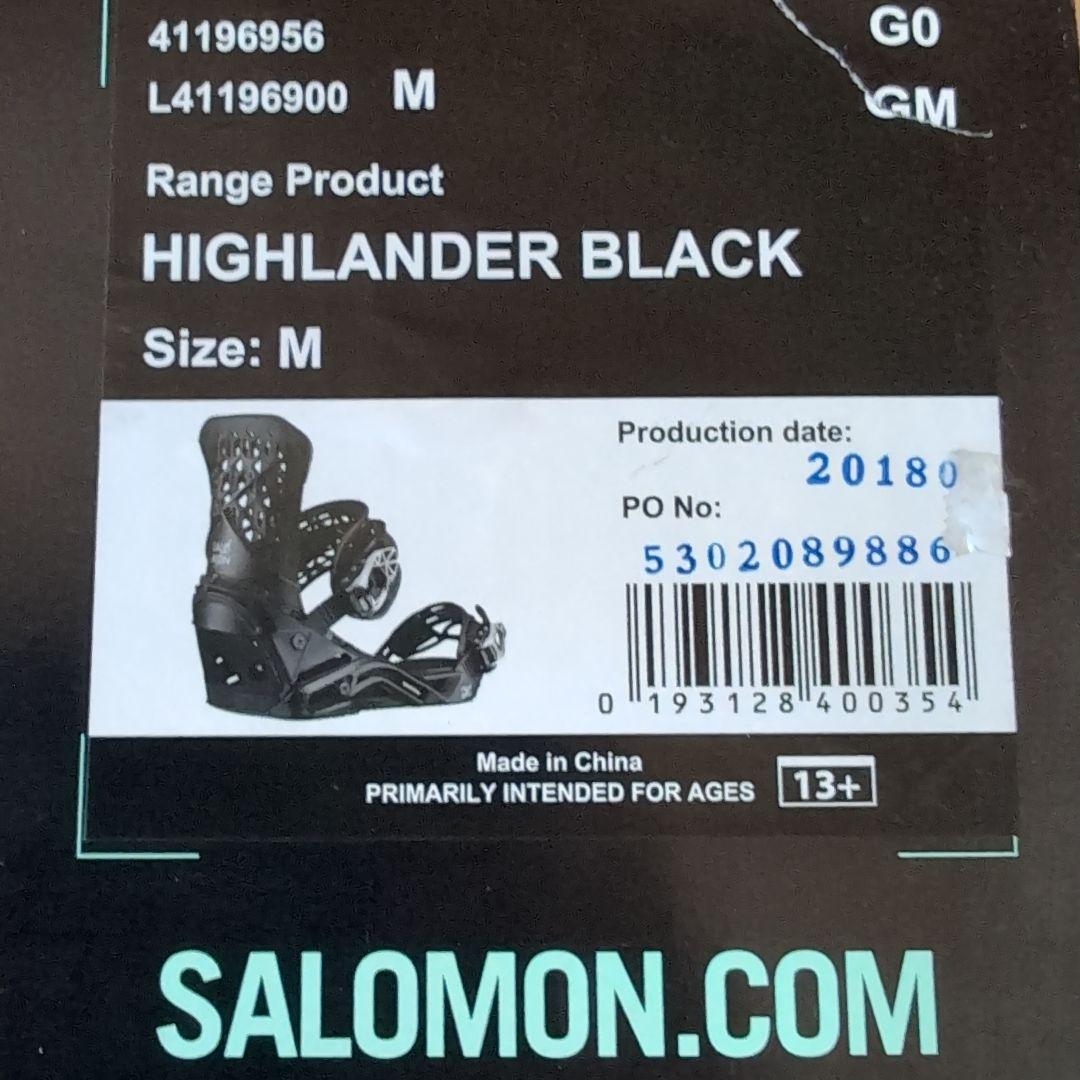 41196956 G0
L41196900 M GM
Range Product
HIGHLANDER BLACK
Size: M
Production date:
20180
PO No:
5302089886
0 193128 400354
Made in China
PRIMARILY INTENDED FOR AGES 13+
SALOMON.COM